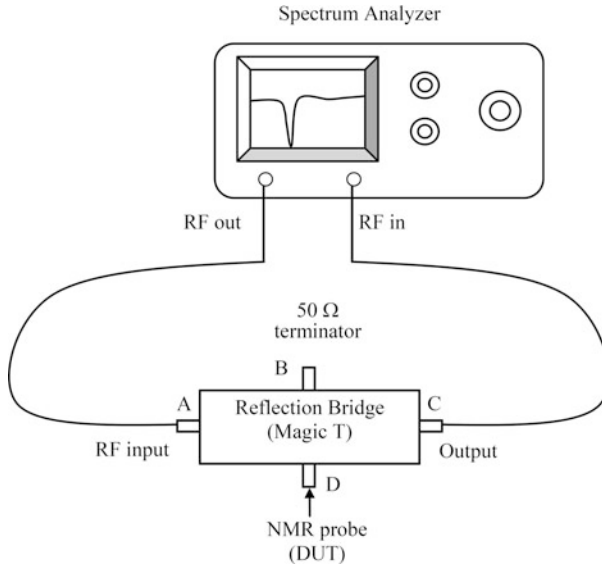 Spectrum Analyzer
RF out
RF in
50 Ω
terminator
B
A
Reflection Bridge
(Magic T)
C
RF input
Output
D
NMR probe
(DUT)